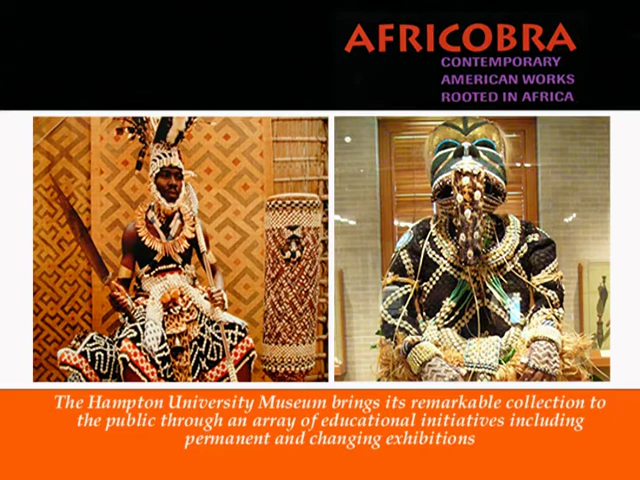 AFRICOBRA
CONTEMPORARY
AMERICAN WORKS
ROOTED IN AFRICA
The Hampton University Museum brings its remarkable collection to
the public through an array of educational initiatives including
permanent and changing exhibitions